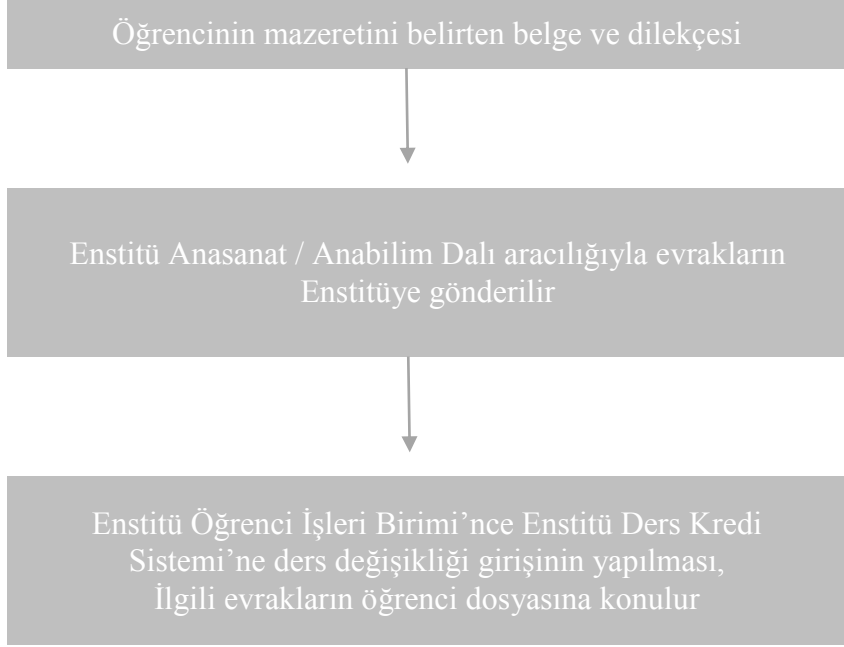 Öğrencinin mazeretini belirten belge ve dilekçesi
Enstitü Anasanat / Anabilim Dalı aracılığıyla evrakların
Enstitüye gönderilir
Enstitü Öğrenci İşleri Birimi’nce Enstitü Ders Kredi
Sistemi’ne ders değişikliği girişinin yapılması,
İlgili evrakların öğrenci dosyasına konulur